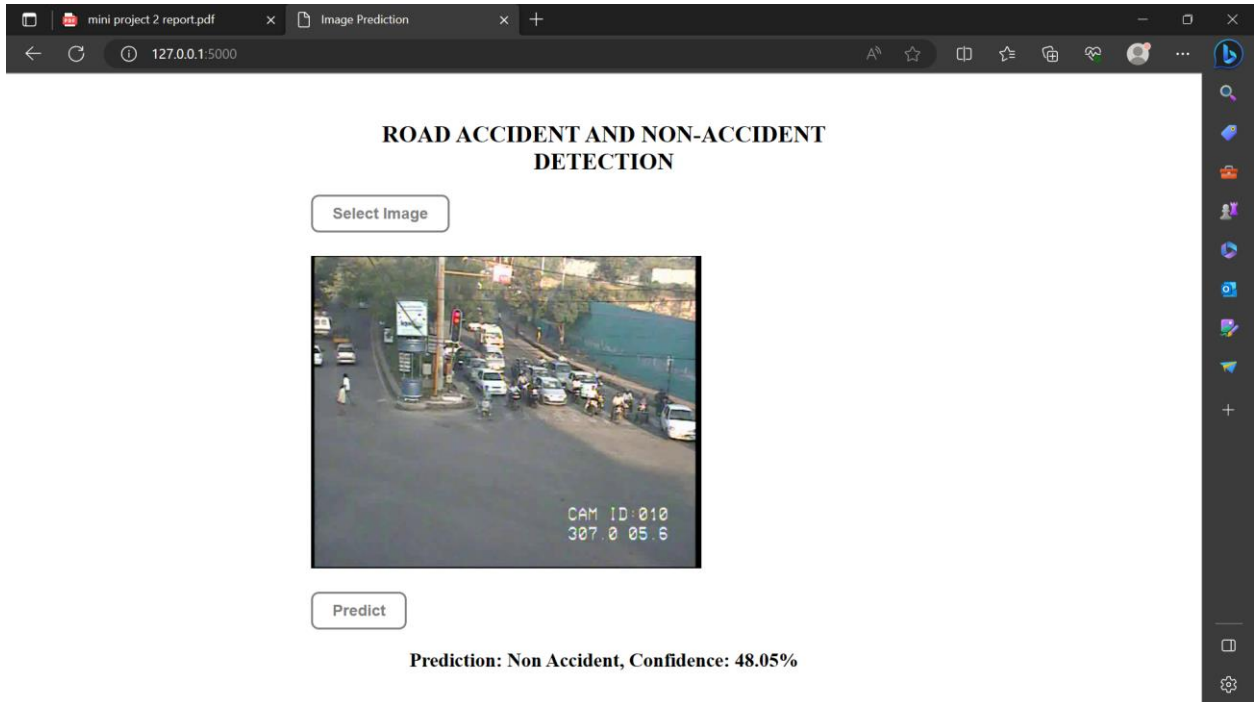 mini project 2 report.pdf
Image Prediction
127.0.0.1:5000
ROAD ACCIDENT AND NON-ACCIDENT
DETECTION
Select Image
CAM ID:010
307.0 05.6
Predict
Prediction: Non Accident, Confidence: 48.05%